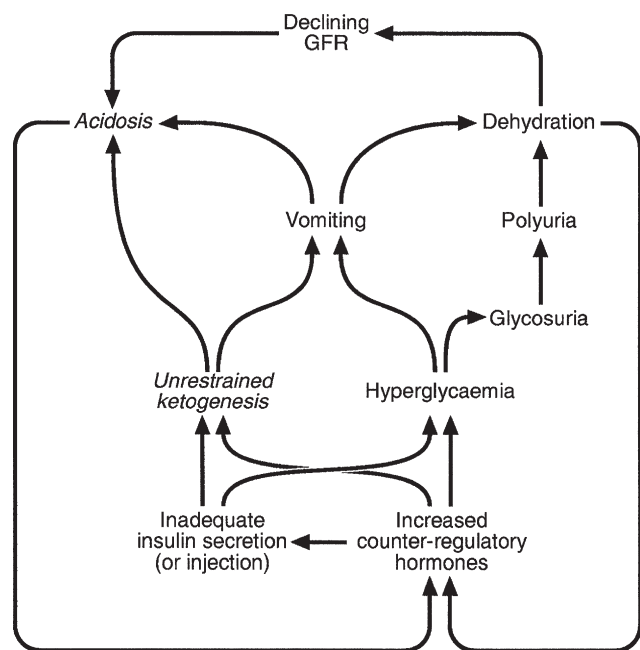 Declining
GFR
Acidosis
Dehydration
Vomiting
Polyuria
Glycosuria
Unrestrained
ketogenesis
Hyperglycaemia
Inadequate
insulin secretion
(or injection)
Increased
counter-regulatory
hormones